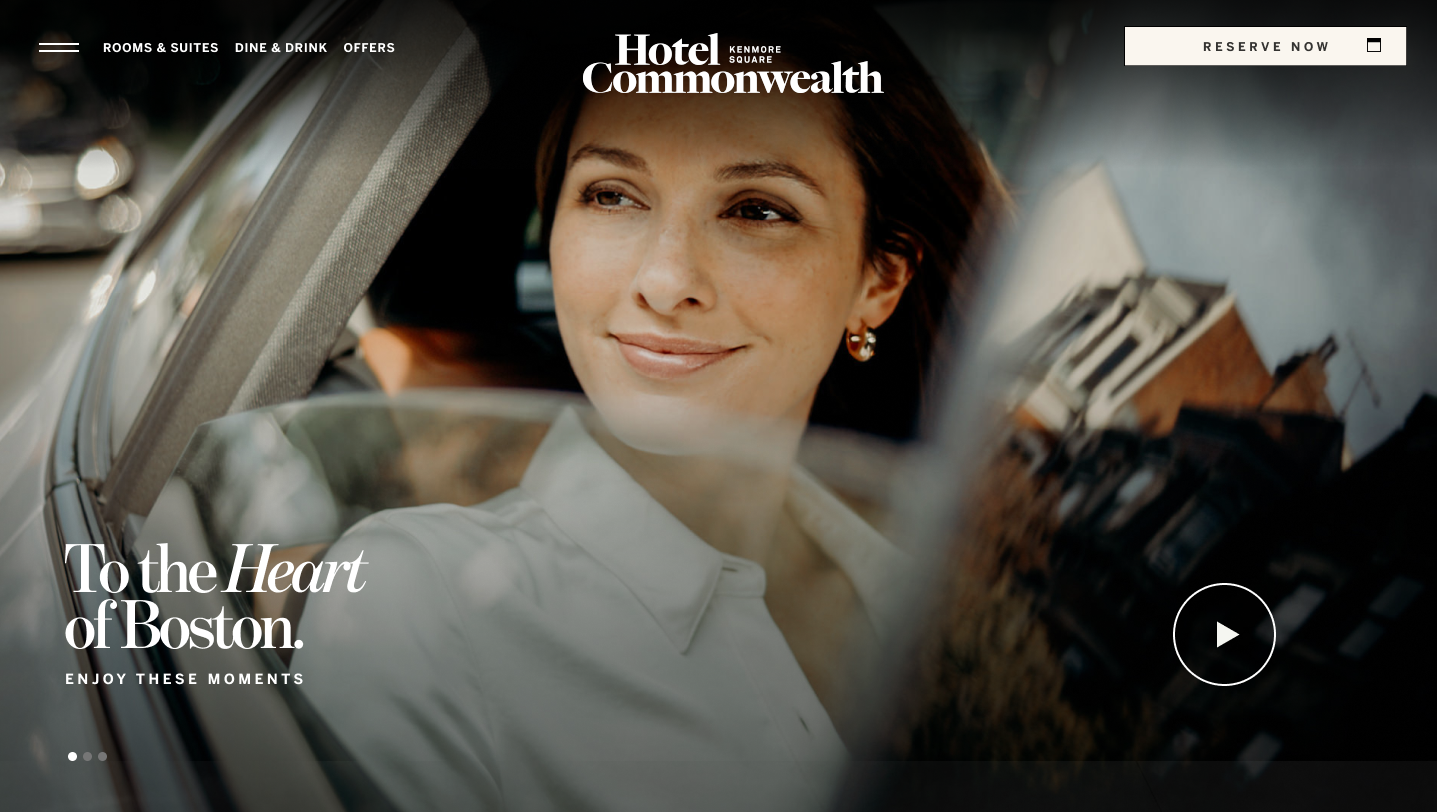 ROOMS & SUITES DINE & DRINK OFFERS
Hotel KENMORE SQUARE
Commonwealth
RESERVE NOW
To the Heart
of Boston.
ENJOY THESE MOMENTS